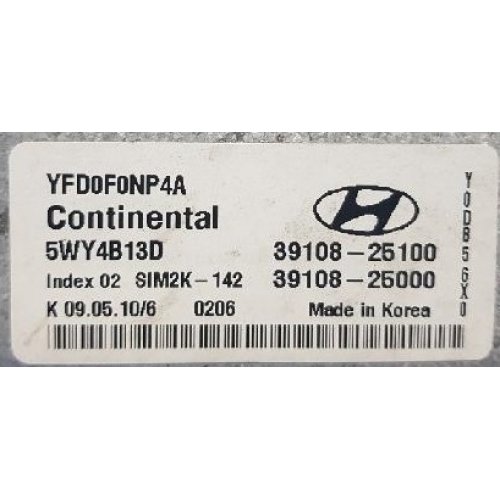 YFD0F0NP4A
Continental
5WY4B13D 39108-25100
Index 02 SIM2K-142 39108-25000
K 09.05.10/6 0206 Made in Korea
Y0DB56X0